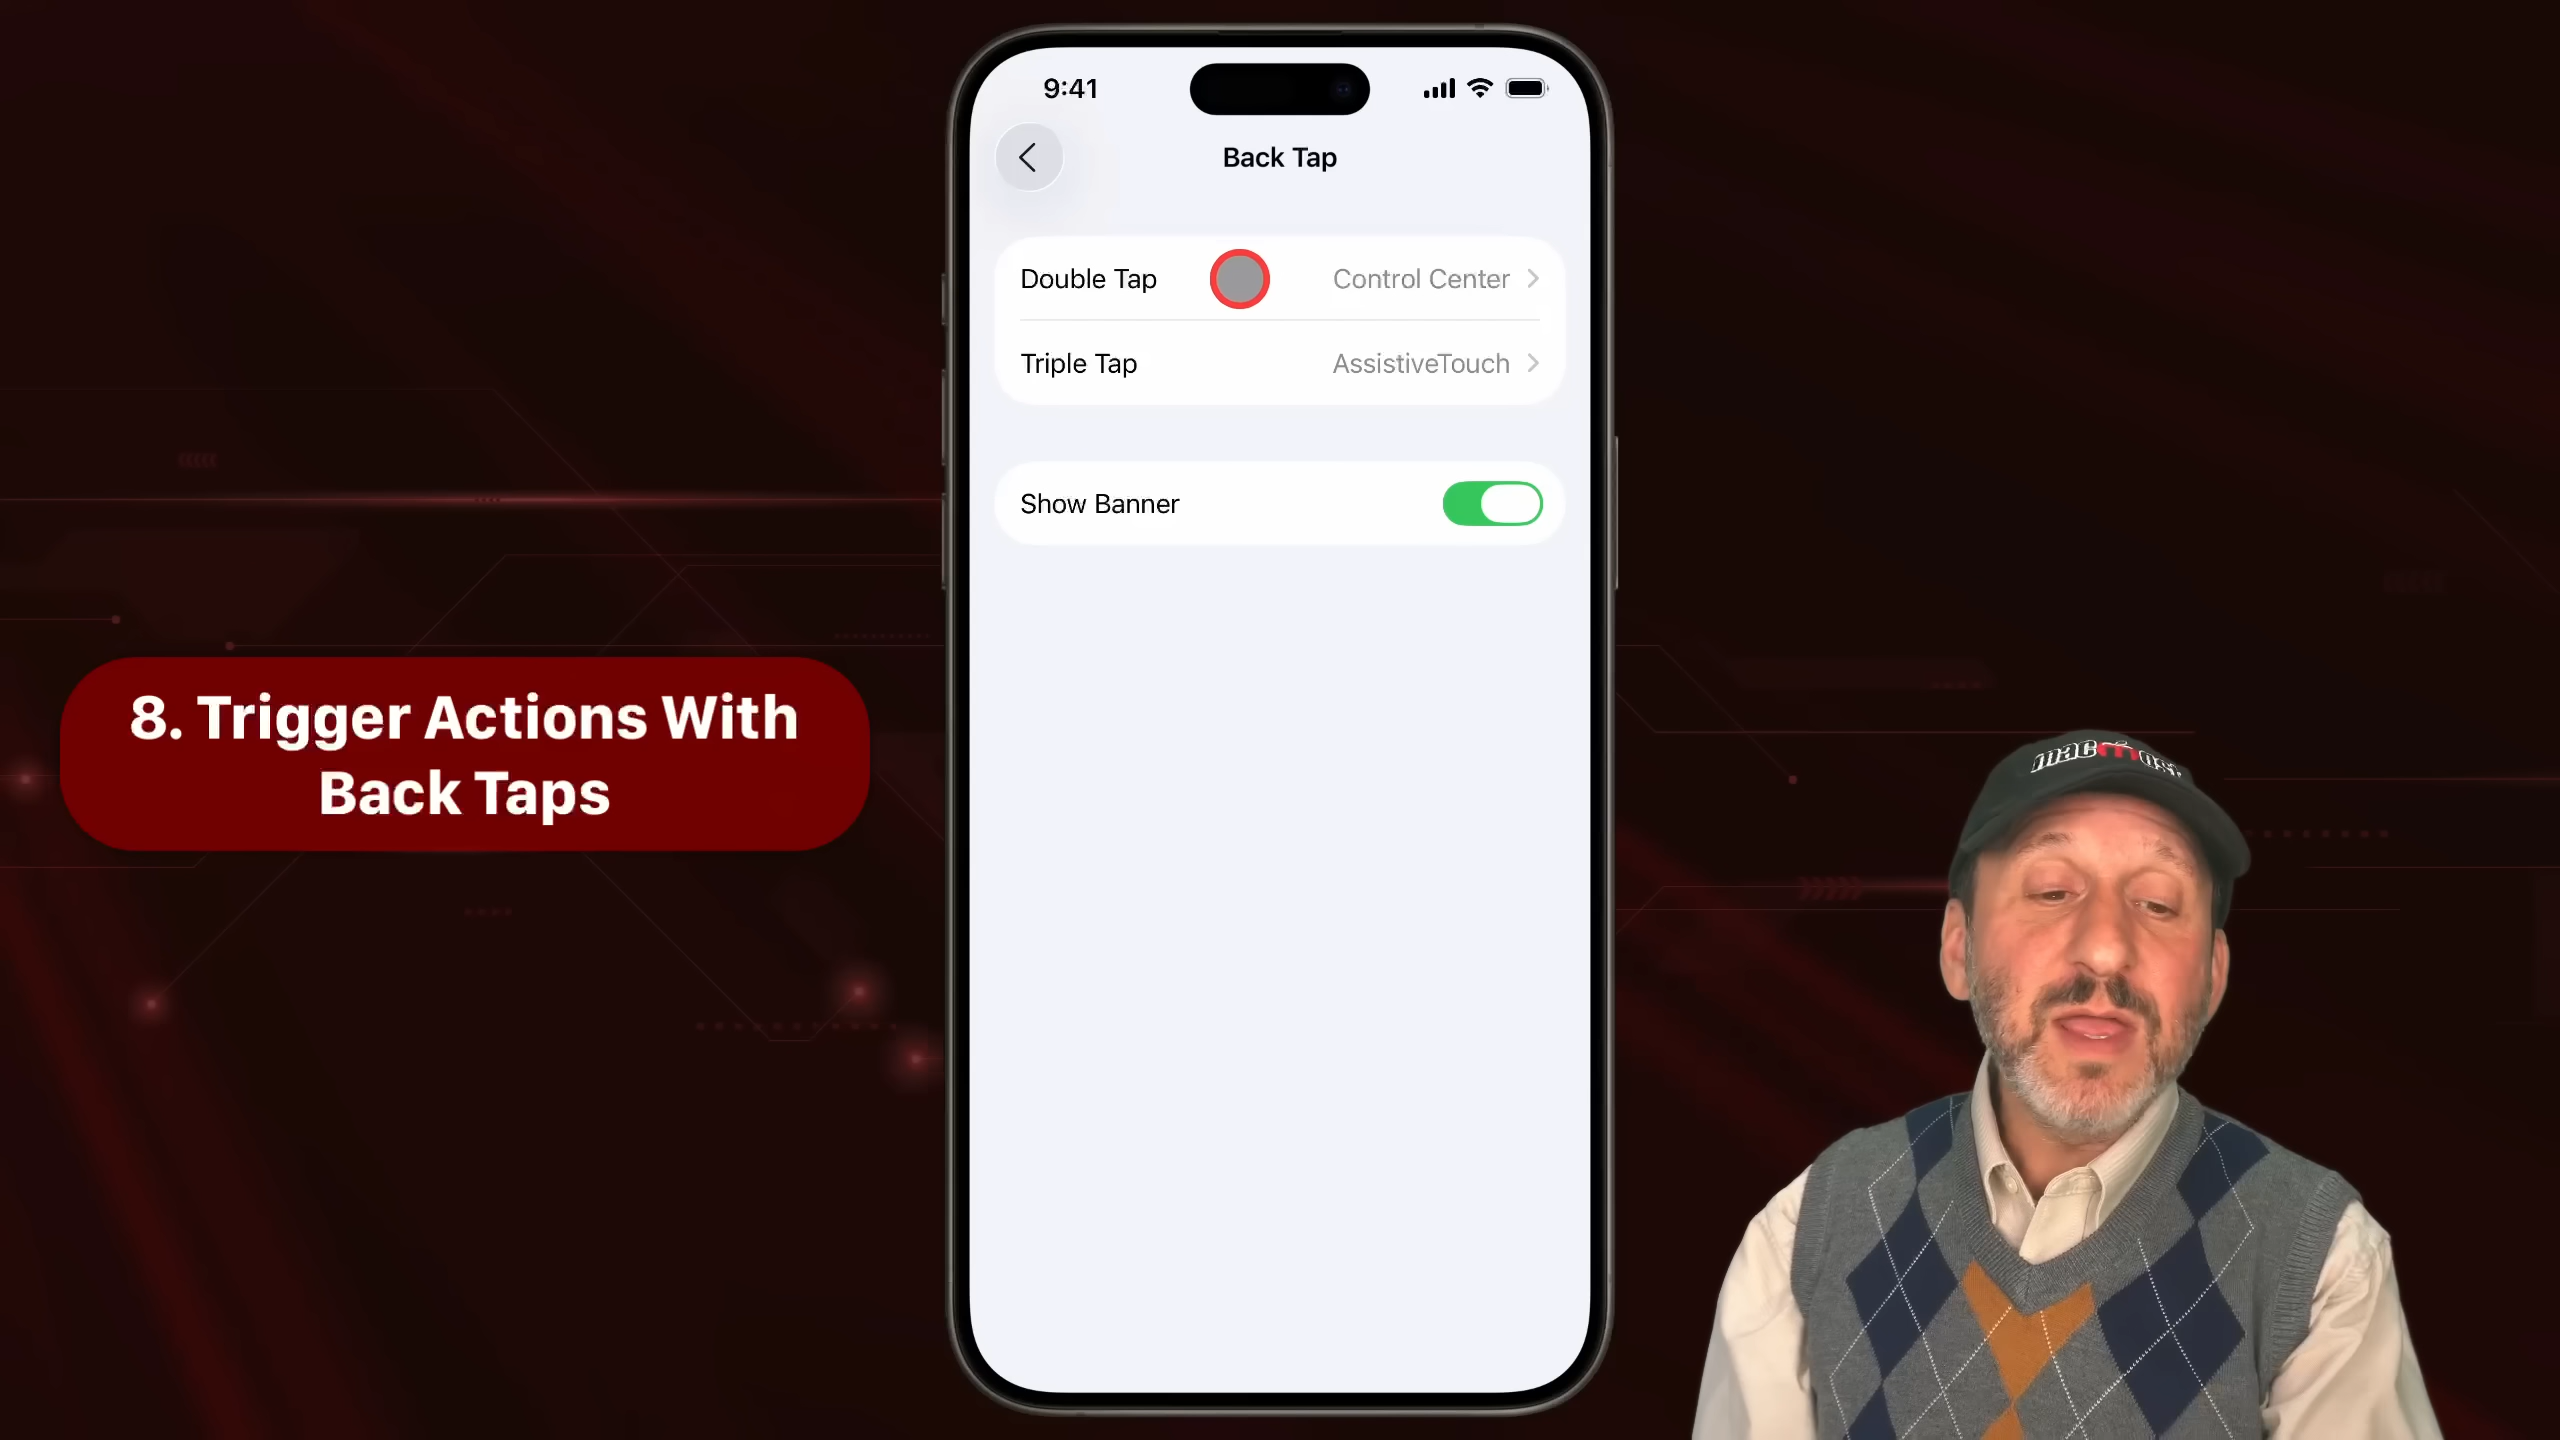 9:41
Back Tap
Double Tap Control Center
Triple Tap AssistiveTouch
Show Banner
8. Trigger Actions With
Back Taps
macmost